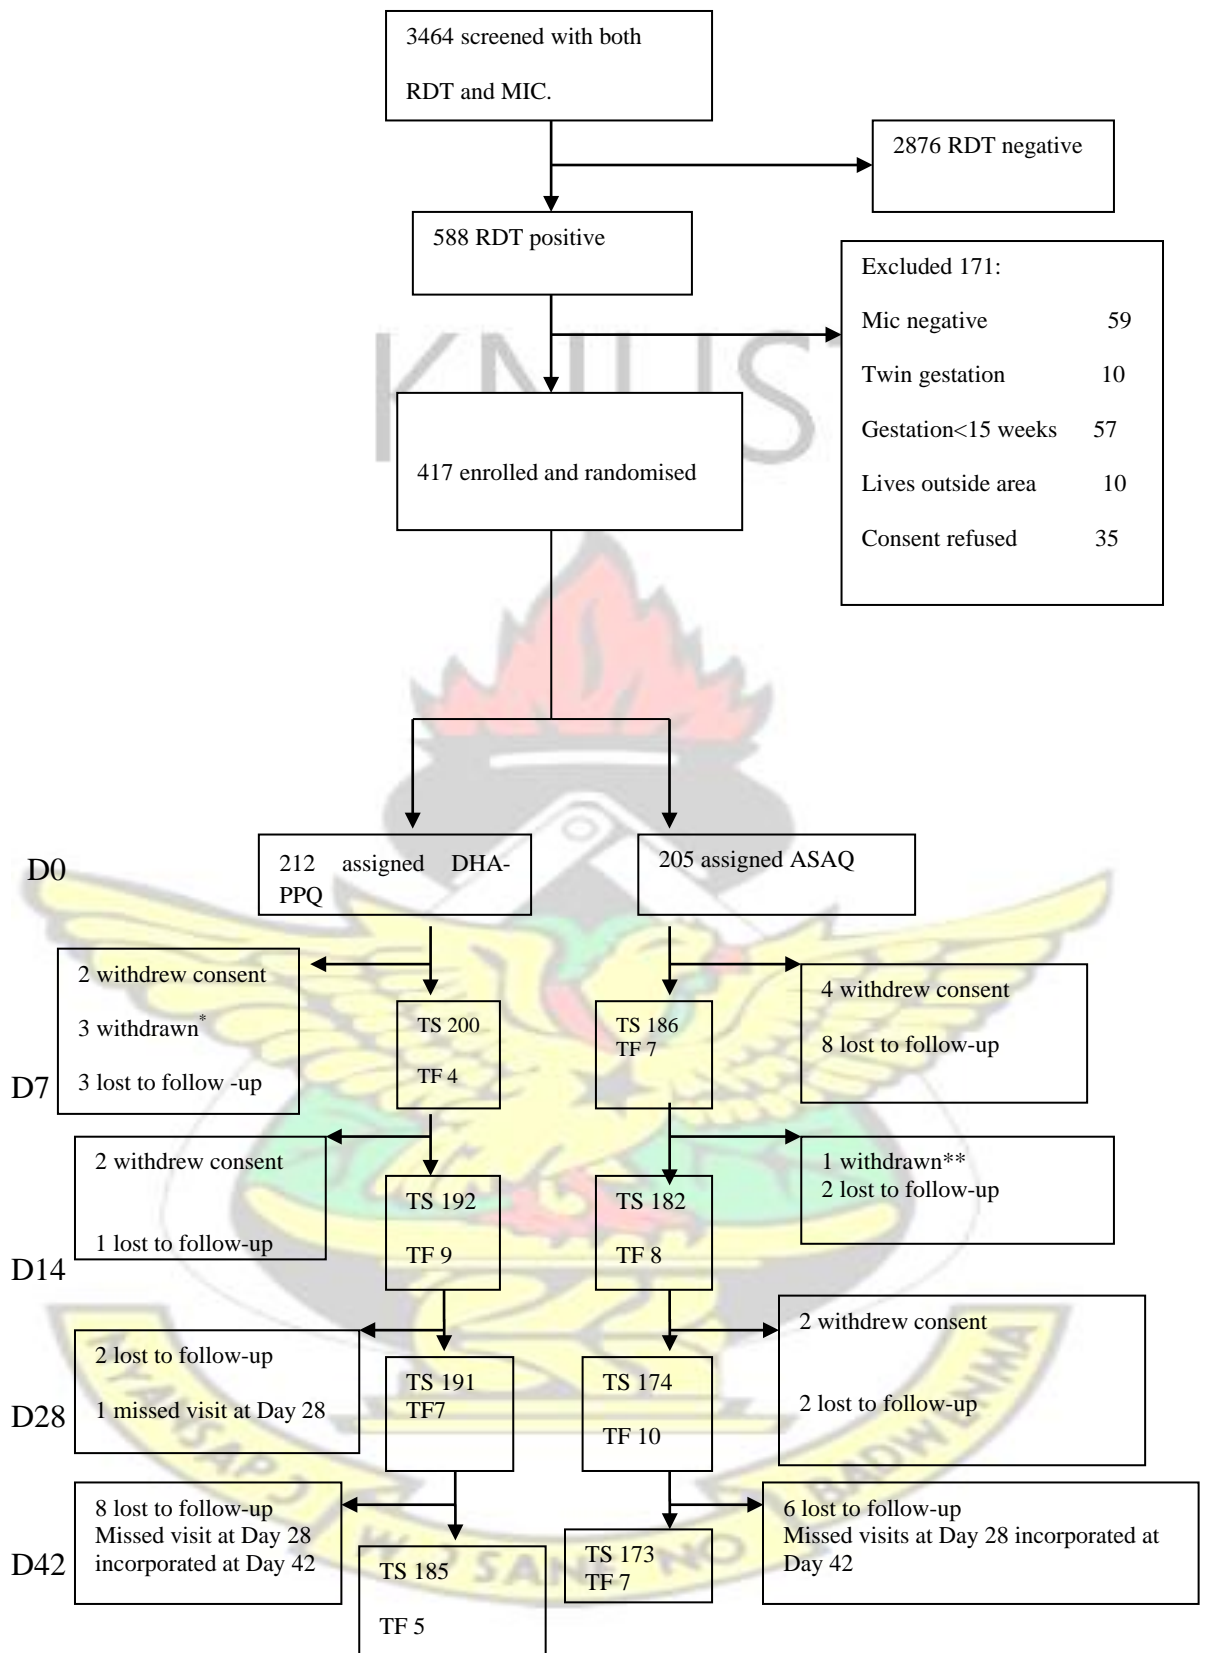 3464 screened with both
RDT and MIC.
2876 RDT negative
588 RDT positive
Excluded 171:
Mic negative 59
Twin gestation 10
Gestation<15 weeks 57
Lives outside area 10
Consent refused 35
KNUST
417 enrolled and randomised
D0
212 assigned DHA-
PPQ
205 assigned ASAQ
2 withdrew consent
3 withdrawn*
3 lost to follow -up
TS 200
TF 4
TS 186
TF 7
4 withdrew consent
8 lost to follow-up
D7
2 withdrew consent
1 lost to follow-up
TS 192
TF 9
TS 182
TF 8
1 withdrawn**
2 lost to follow-up
D14
2 lost to follow-up
1 missed visit at Day 28
TS 191
TF7
TS 174
TF 10
2 withdrew consent
2 lost to follow-up
D28
8 lost to follow-up
Missed visit at Day 28
incorporated at Day 42
TS 185
TF 5
TS 173
TF 7
6 lost to follow-up
Missed visits at Day 28 incorporated at
Day 42
D42
SANE NO BADW